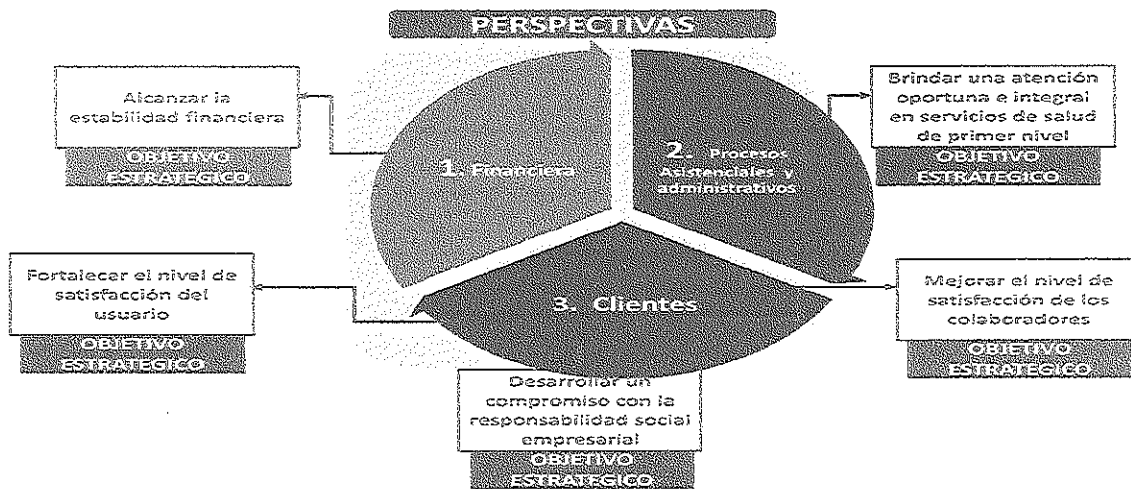 PERSPECTIVAS
Alcanzar la
estabilidad financiera
OBJETIVO
ESTRATEGICO
1. Financiera
2. Procesos
Asistenciales y
administrativos
Brindar una atención
oportuna e integral
en servicios de salud
de primer nivel
OBJETIVO
ESTRATEGICO
Fortalecer el nivel de
satisfacción del
usuario
OBJETIVO
ESTRATEGICO
3. Clientes
Mejorar el nivel de
satisfacción de los
colaboradores
OBJETIVO
ESTRATEGICO
Desarrollar un
compromiso con la
responsabilidad social
empresarial
OBJETIVO
ESTRATEGICO